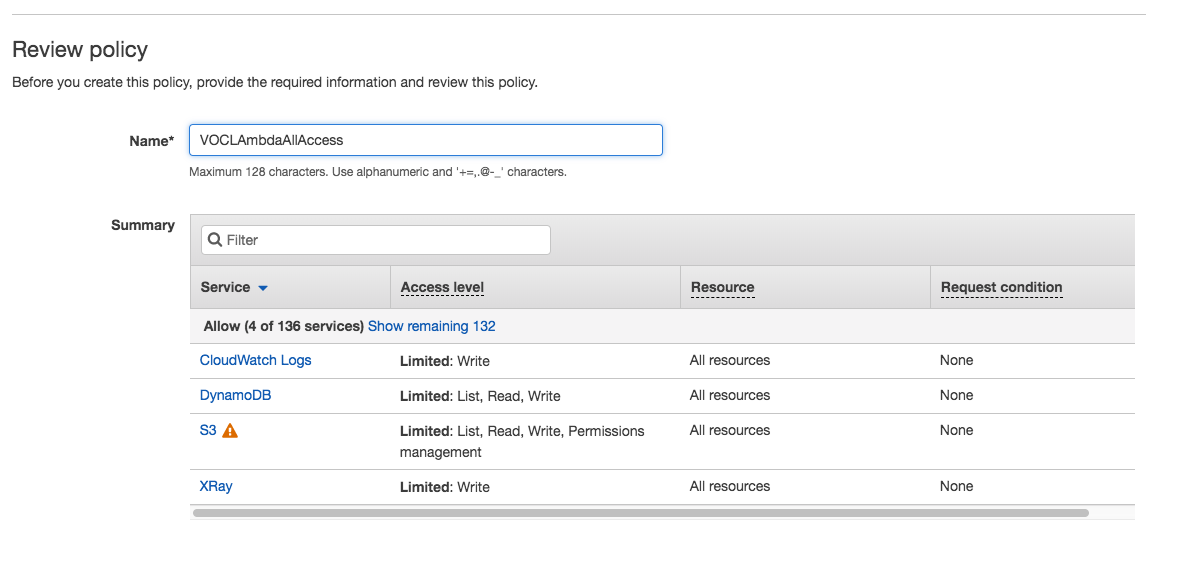 Review policy
Before you create this policy, provide the required information and review this policy.
Name* VOCLAmbdaAllAccess
Maximum 128 characters. Use alphanumeric and '+=,.@-_' characters.
Summary Filter
Service Access level Resource Request condition
Allow (4 of 136 services) Show remaining 132
CloudWatch Logs Limited: Write All resources None
DynamoDB Limited: List, Read, Write All resources None
S3 Limited: List, Read, Write, Permissions All resources None
management
XRay Limited: Write All resources None